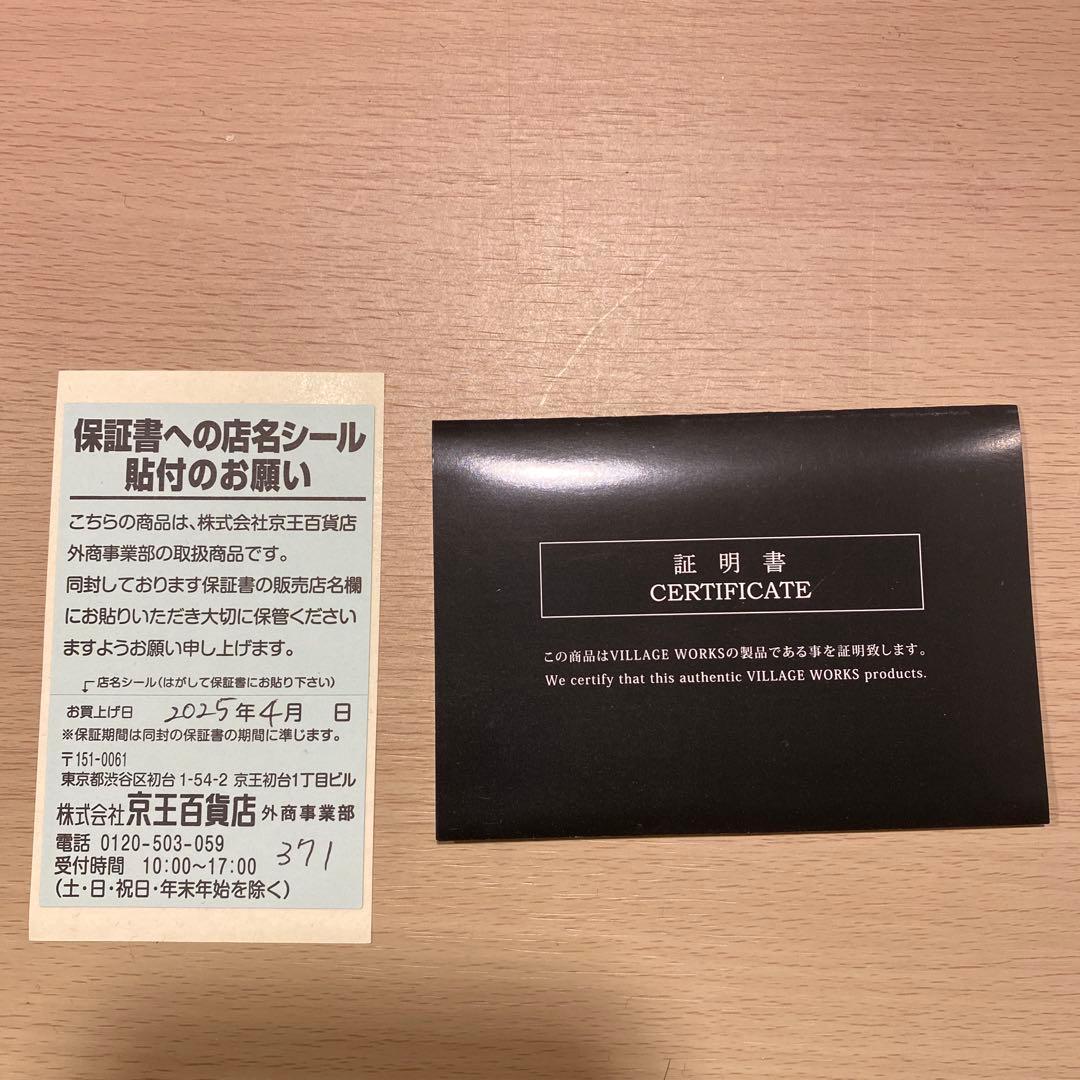 保証書への店名シール
貼付のお願い
こちらの商品は、株式会社京王百貨店
外商事業部の取扱商品です。
同封しております保証書の販売店名欄
にお貼りいただき大切に保管ください
ますようお願い申し上げます。
店名シール(はがして保証書にお貼り下さい)
お買上げ日 2025年4月 日
※保証期間は同封の保証書の期間に準じます。
〒151-0061
東京都渋谷区初台1-54-2 京王初台1丁目ビル
株式会社京王百貨店 外商事業部
電話 0120-503-059
受付時間 10:00～17:00 371
(土・日・祝日・年末年始を除く)
証明書
CERTIFICATE
この商品はVILLAGE WORKSの製品である事を証明致します。
We certify that this authentic VILLAGE WORKS products.